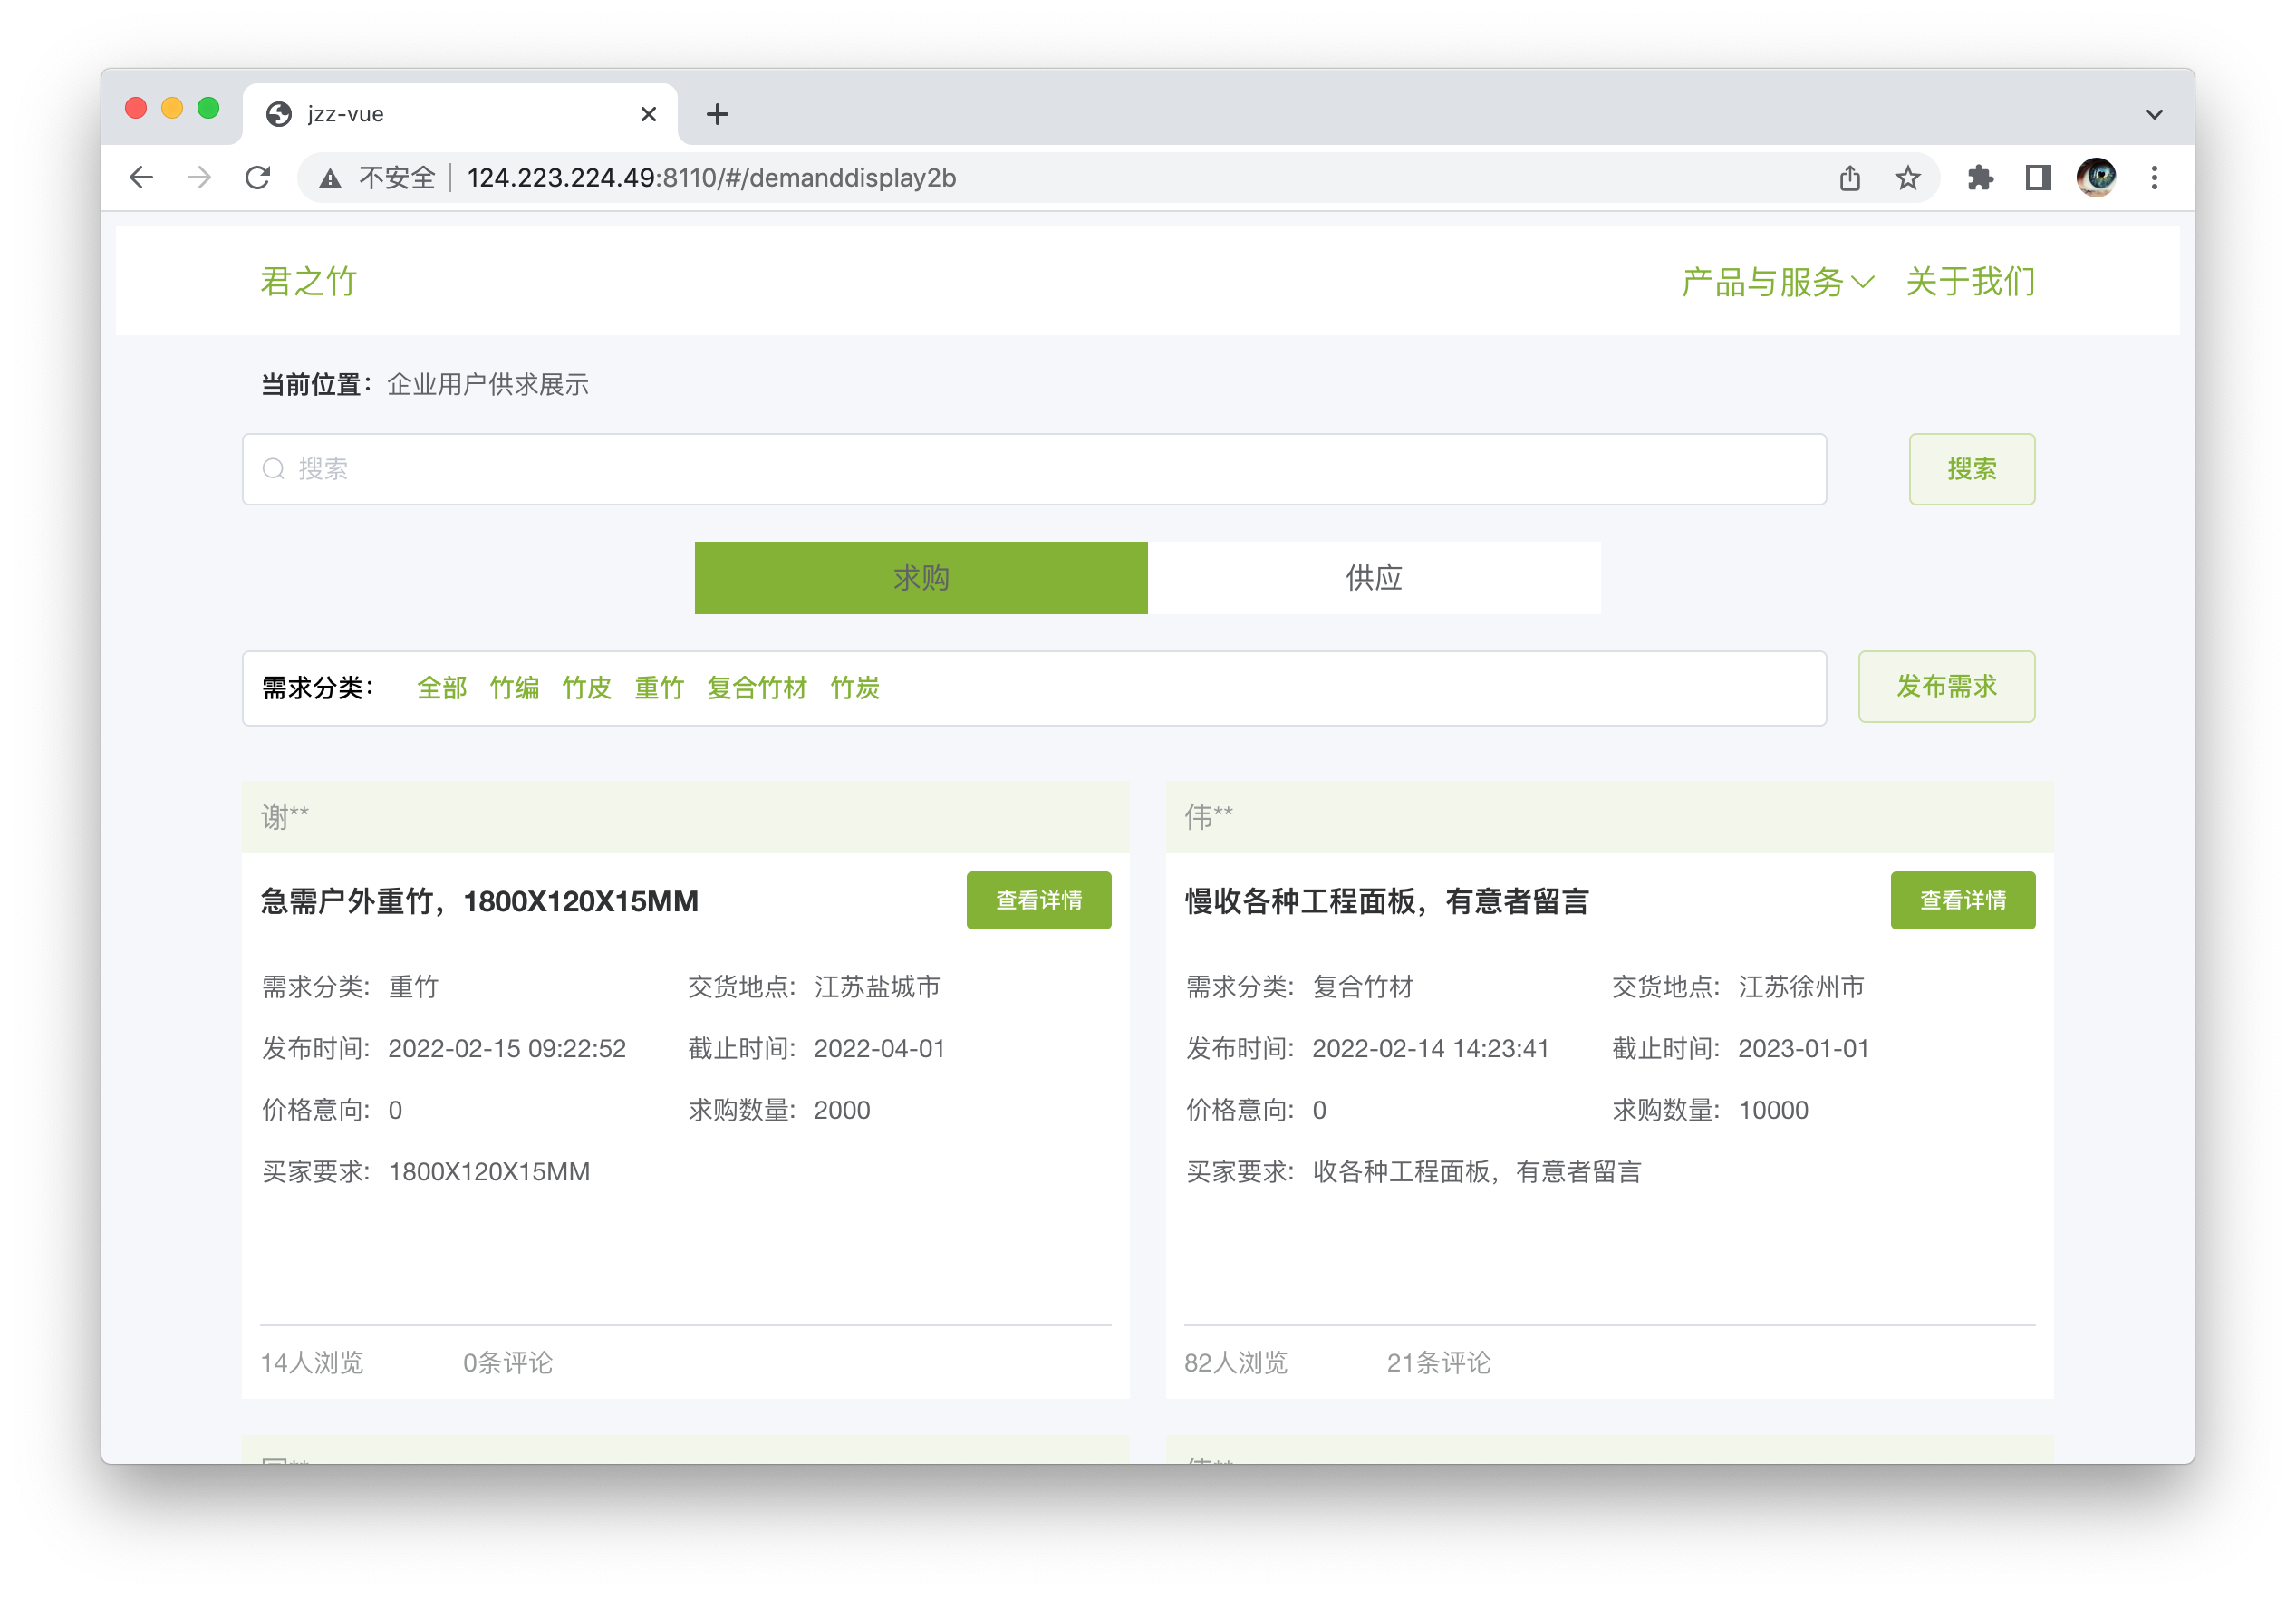 jzz-vue
不安全 124.223.224.49:8110/#/demanddisplay2b
君之竹 产品与服务 关于我们
当前位置：企业用户供求展示
搜索 搜索
求购 供应
需求分类： 全部 竹编 竹皮 重竹 复合竹材 竹炭 发布需求
谢**
急需户外重竹，1800X120X15MM 查看详情
需求分类: 重竹 交货地点: 江苏盐城市
发布时间: 2022-02-15 09:22:52 截止时间: 2022-04-01
价格意向: 0 求购数量: 2000
买家要求: 1800X120X15MM
14人浏览 0条评论
伟**
慢收各种工程面板，有意者留言 查看详情
需求分类: 复合竹材 交货地点: 江苏徐州市
发布时间: 2022-02-14 14:23:41 截止时间: 2023-01-01
价格意向: 0 求购数量: 10000
买家要求: 收各种工程面板，有意者留言
82人浏览 21条评论